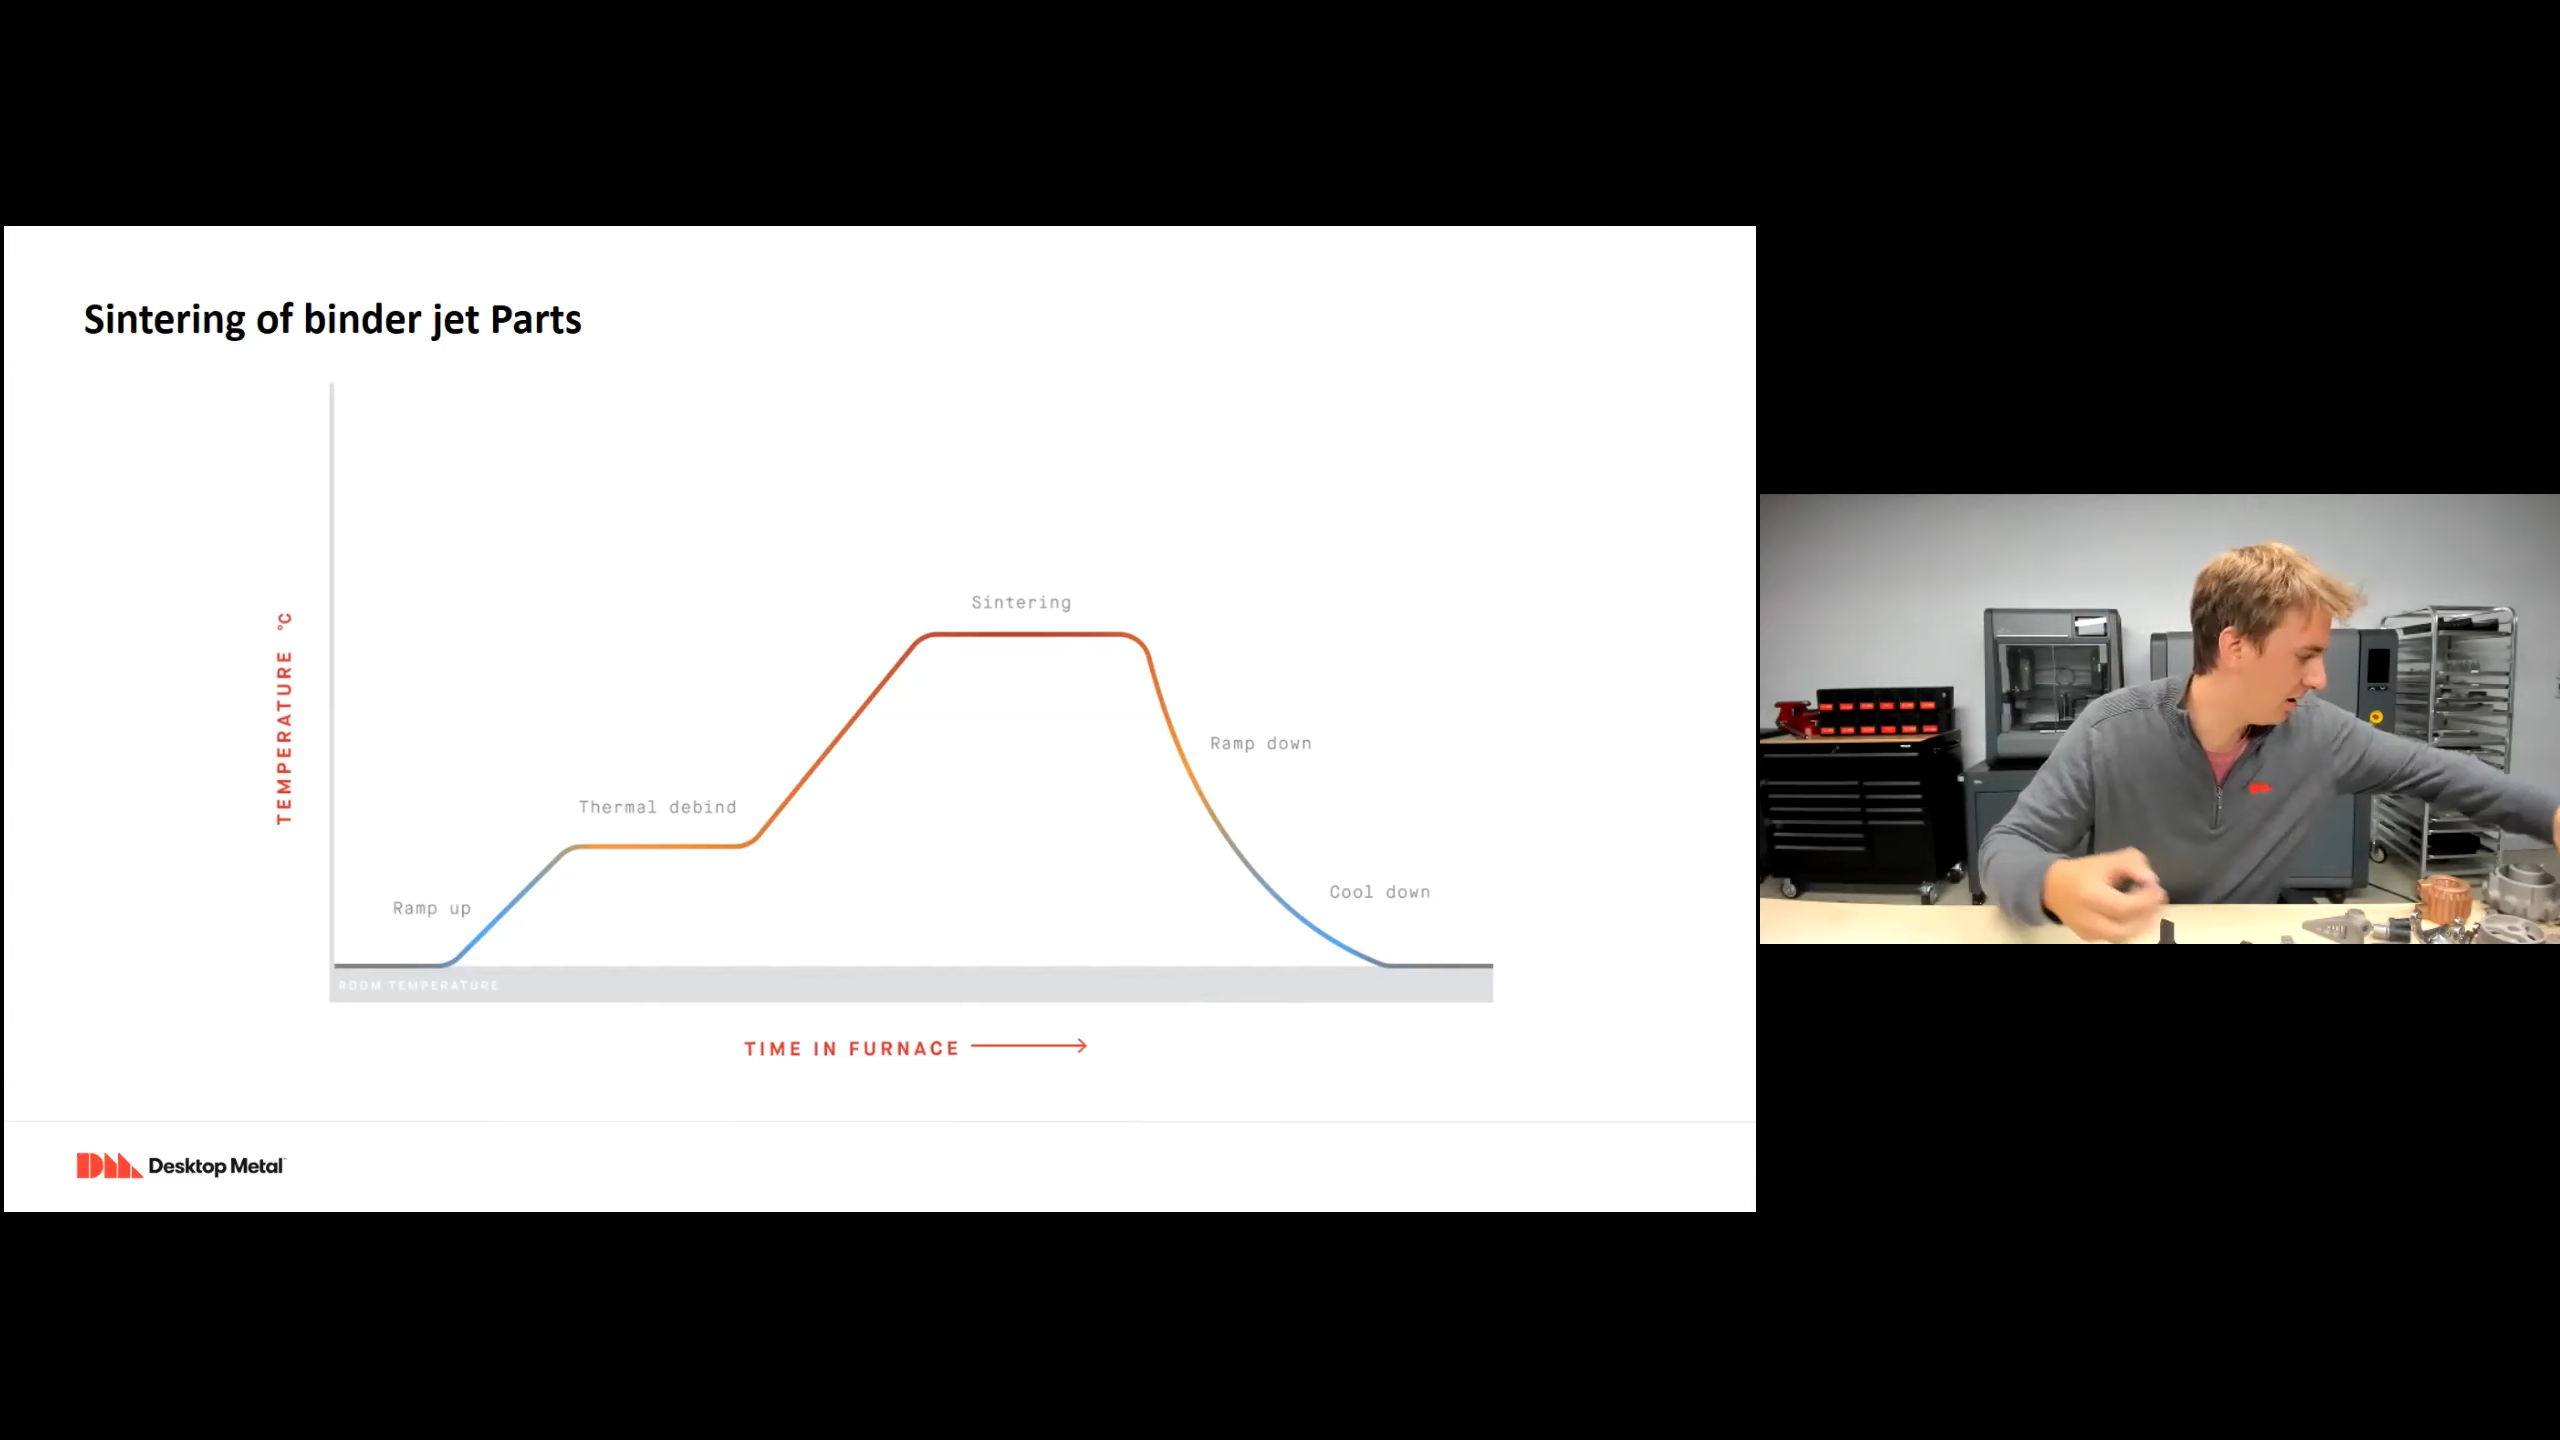 Sintering of binder jet Parts
TEMPERATURE °C
Sintering
Ramp down
Thermal debind
Cool down
Ramp up
ROOM TEMPERATURE
TIME IN FURNACE
DM Desktop Metal